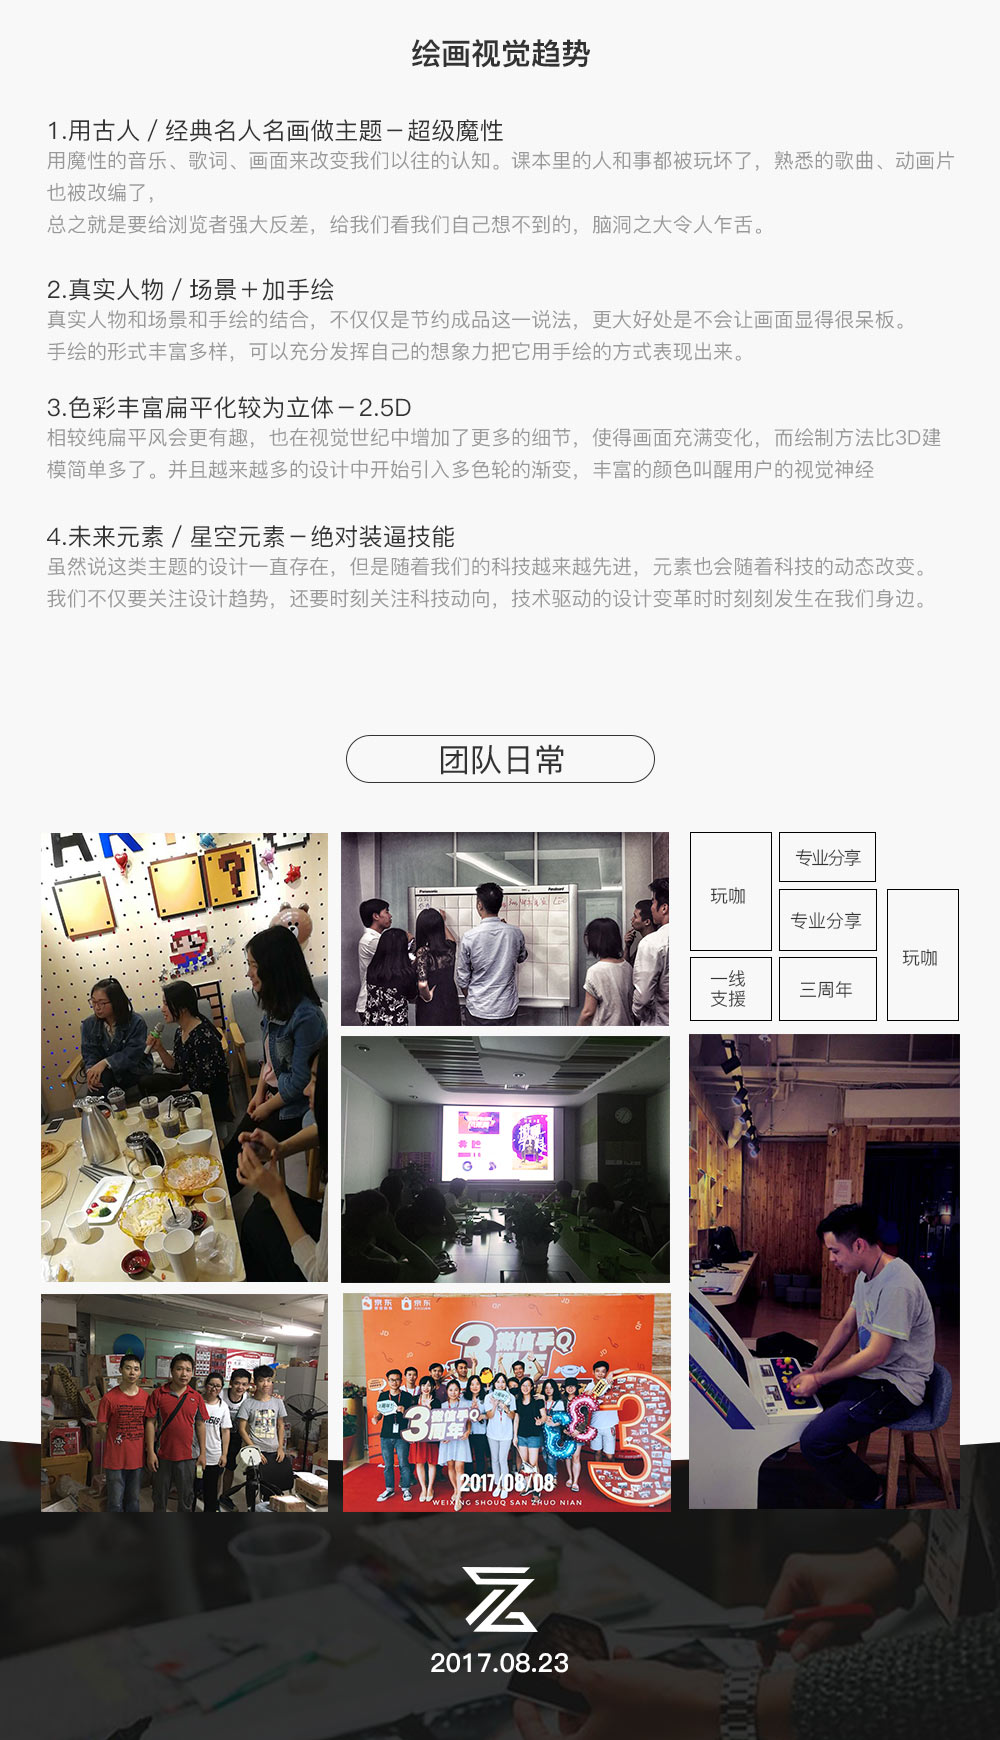 绘画视觉趋势
1.用古人 / 经典名人名画做主题－超级魔性
用魔性的音乐、歌词、画面来改变我们以往的认知。课本里的人和事都被玩坏了，熟悉的歌曲、动画片
也被改编了，
总之就是要给浏览者强大反差，给我们看我们自己想不到的，脑洞之大令人乍舌。
2.真实人物 / 场景＋加手绘
真实人物和场景和手绘的结合，不仅仅是节约成品这一说法，更大好处是不会让画面显得很呆板。
手绘的形式丰富多样，可以充分发挥自己的想象力把它用手绘的方式表现出来。
3.色彩丰富扁平化较为立体－2.5D
相较纯扁平风会更有趣，也在视觉世纪中增加了更多的细节，使得画面充满变化，而绘制方法比3D建
模简单多了。并且越来越多的设计中开始引入多色轮的渐变，丰富的颜色叫醒用户的视觉神经
4.未来元素 / 星空元素－绝对装逼技能
虽然说这类主题的设计一直存在，但是随着我们的科技越来越先进，元素也会随着科技的动态改变。
我们不仅要关注设计趋势，还要时刻关注科技动向，技术驱动的设计变革时时刻刻发生在我们身边。
团队日常
玩咖
专业分享
专业分享
玩咖
一线
支援
三周年
Panasonic
京东
京东
3
微信手Q
周年
3微信手Q
周年
3
2017/08/08
WEIXING SHOUQ SAN ZHUO NIAN
2017.08.23